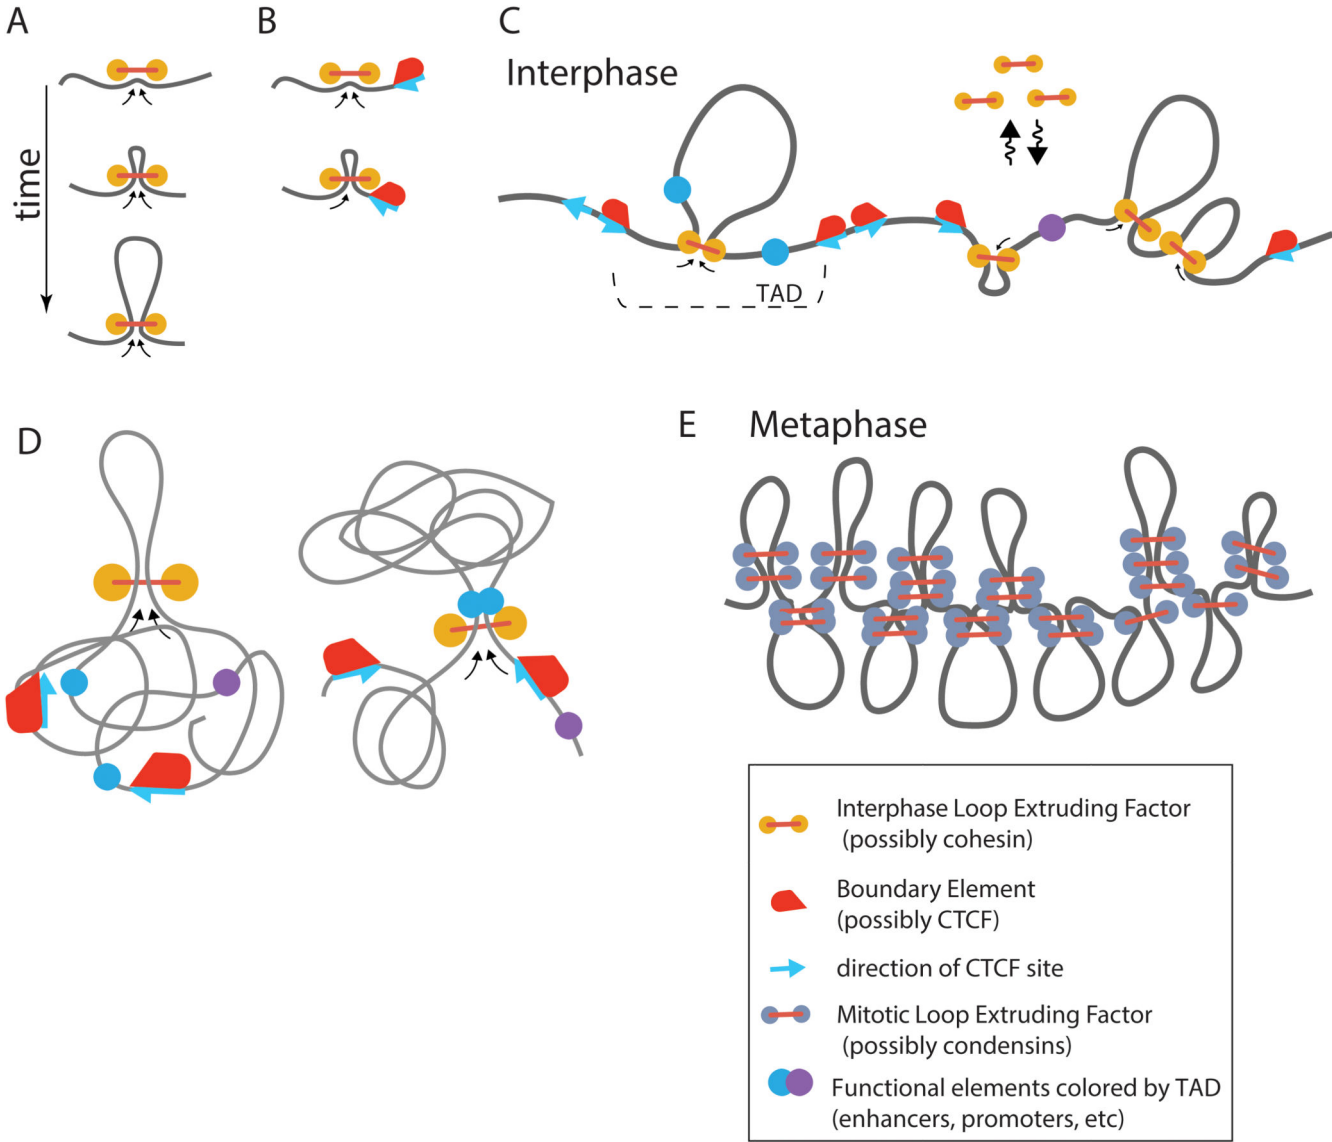 A
B
C
Interphase
time
TAD
D
E
Metaphase
Interphase Loop Extruding Factor
(possibly cohesin)
Boundary Element
(possibly CTCF)
direction of CTCF site
Mitotic Loop Extruding Factor
(possibly condensins)
Functional elements colored by TAD
(enhancers, promoters, etc)